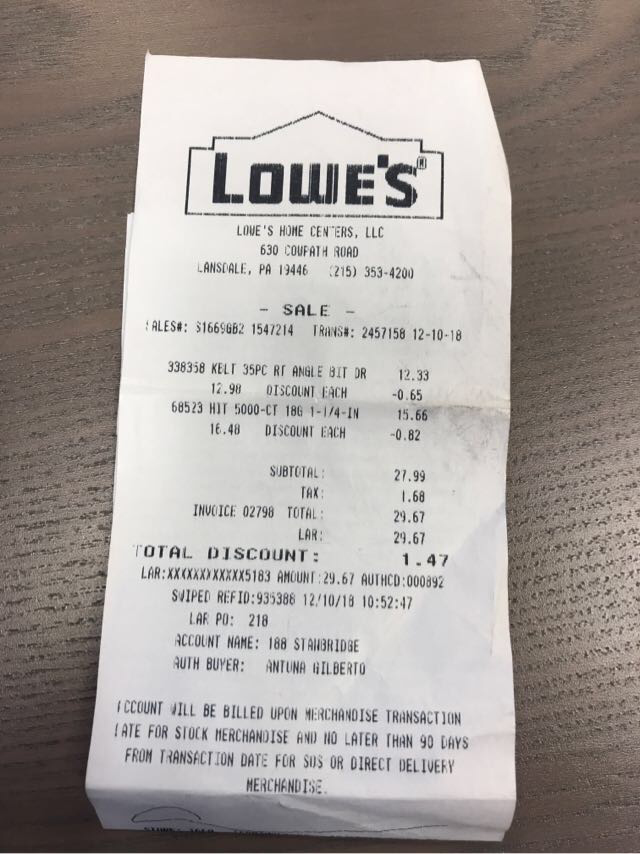 LOWE'S®
LOWE'S HOME CENTERS, LLC
630 COWPATH ROAD
LANSDALE, PA 19446 (215) 353-4200
- SALE -
SALES#: S1669GB2 1547214 TRANS#: 2457158 12-10-18
338358 KELT 35PC RT ANGLE BIT DR 12.33
12.98 DISCOUNT EACH -0.65
68523 HIT 5000-CT 18G 1-1/4-IN 15.66
16.48 DISCOUNT EACH -0.82
SUBTOTAL: 27.99
TAX: 1.68
INVOICE 02798 TOTAL: 29.67
LAR: 29.67
TOTAL DISCOUNT: 1.47
LAR:XXXXXXXXXXXX5183 AMOUNT:29.67 AUTHCD:000892
SWIPED REFID:935388 12/10/18 10:52:47
LAR PO: 218
ACCOUNT NAME: 188 STANBRIDGE
AUTH BUYER: ANTUNA GILBERTO
ACCOUNT WILL BE BILLED UPON MERCHANDISE TRANSACTION
DATE FOR STOCK MERCHANDISE AND NO LATER THAN 90 DAYS
FROM TRANSACTION DATE FOR SOS OR DIRECT DELIVERY
MERCHANDISE.